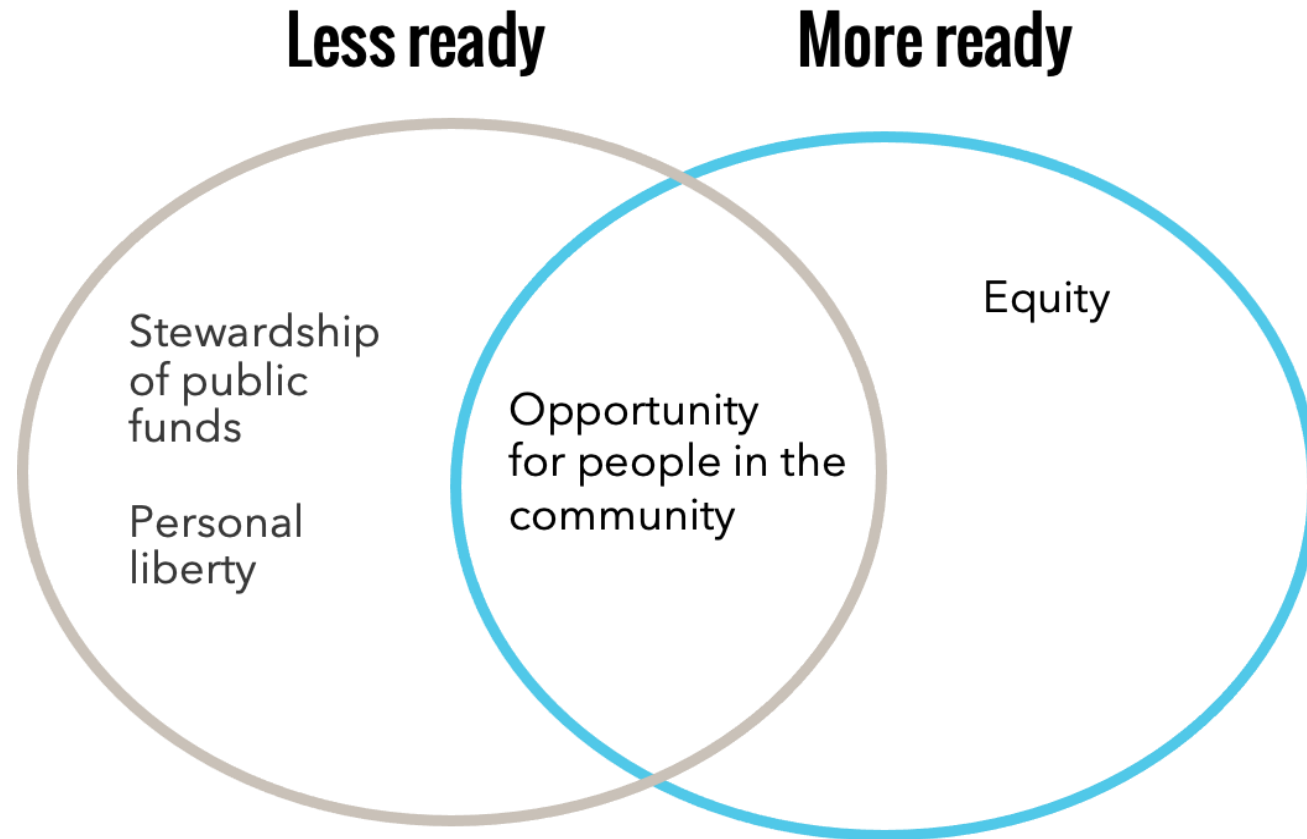 Less ready
More ready
Stewardship
of public
funds
Personal
liberty
Opportunity
for people in the
community
Equity